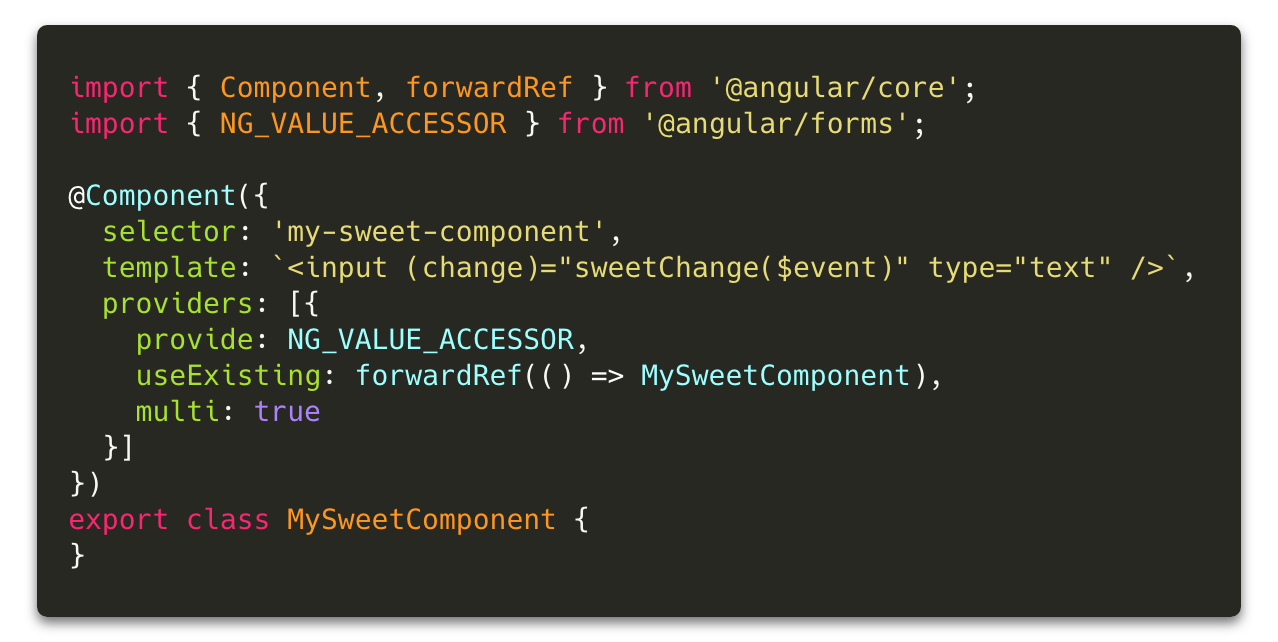 import { Component, forwardRef } from '@angular/core';
import { NG_VALUE_ACCESSOR } from '@angular/forms';

@Component({
  selector: 'my-sweet-component',
  template: `<input (change)="sweetChange($event)" type="text" />`,
  providers: [{
    provide: NG_VALUE_ACCESSOR,
    useExisting: forwardRef(() => MySweetComponent),
    multi: true
  }]
})
export class MySweetComponent {
}